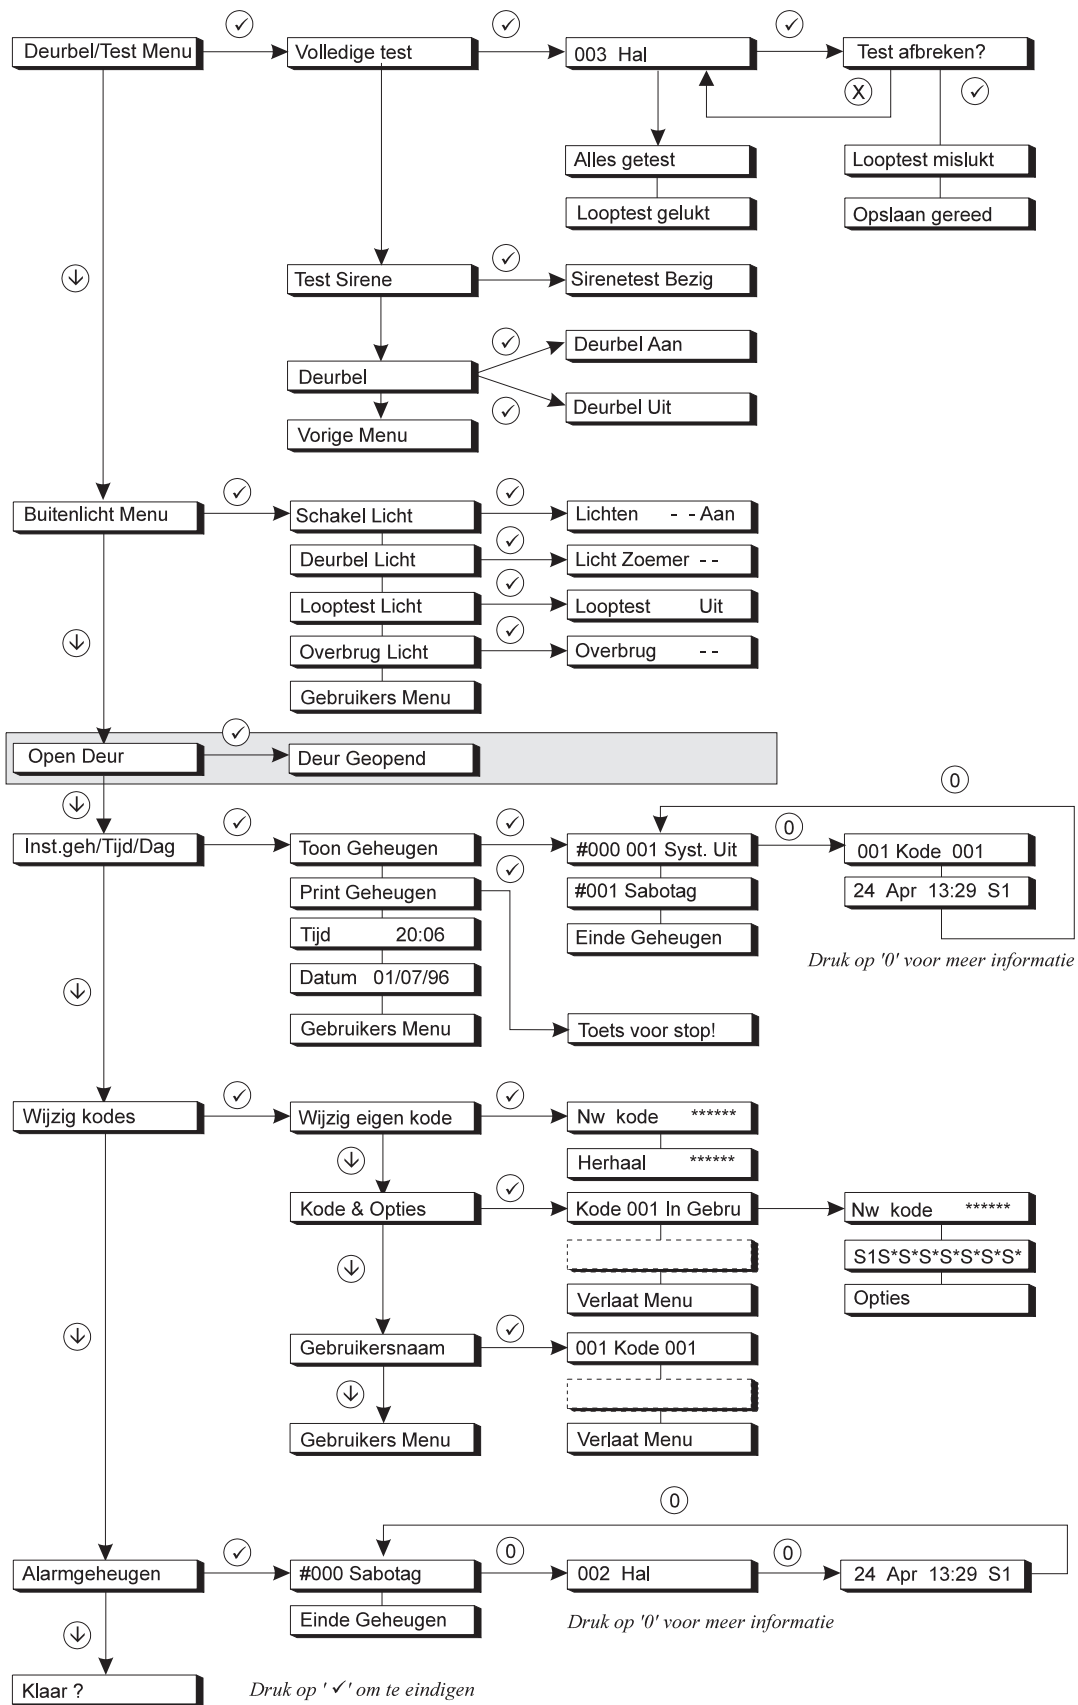 Deurbel/Test Menu
✓
Volledige test
✓
003 Hal
✓
Test afbreken?
X
✓
Alles getest
Looptest mislukt
Looptest gelukt
Opslaan gereed
Test Sirene
✓
Sirenetest Bezig
↓
Deurbel
✓
Deurbel Aan
✓
Deurbel Uit
Vorige Menu
Buitenlicht Menu
✓
Schakel Licht
✓
Lichten - - Aan
Deurbel Licht
✓
Licht Zoemer - -
Looptest Licht
✓
Looptest Uit
Overbrug Licht
✓
Overbrug - -
↓
Gebruikers Menu
Open Deur
✓
Deur Geopend
↓
0
Inst.geh/Tijd/Dag
✓
Toon Geheugen
✓
#000 001 Syst. Uit
0
001 Kode 001
Print Geheugen
✓
#001 Sabotag
24 Apr 13:29 S1
Tijd 20:06
Einde Geheugen
Druk op '0' voor meer informatie
Datum 01/07/96
↓
Gebruikers Menu
Toets voor stop!
Wijzig kodes
✓
Wijzig eigen kode
✓
Nw kode ******
↓
Herhaal ******
Kode & Opties
✓
Kode 001 In Gebru
Nw kode ******
↓
S1S*S*S*S*S*S*S*
Verlaat Menu
Opties
↓
Gebruikersnaam
✓
001 Kode 001
↓
Gebruikers Menu
Verlaat Menu
0
Alarmgeheugen
✓
#000 Sabotag
0
002 Hal
0
24 Apr 13:29 S1
Einde Geheugen
Druk op '0' voor meer informatie
↓
Klaar ?
Druk op '✓' om te eindigen